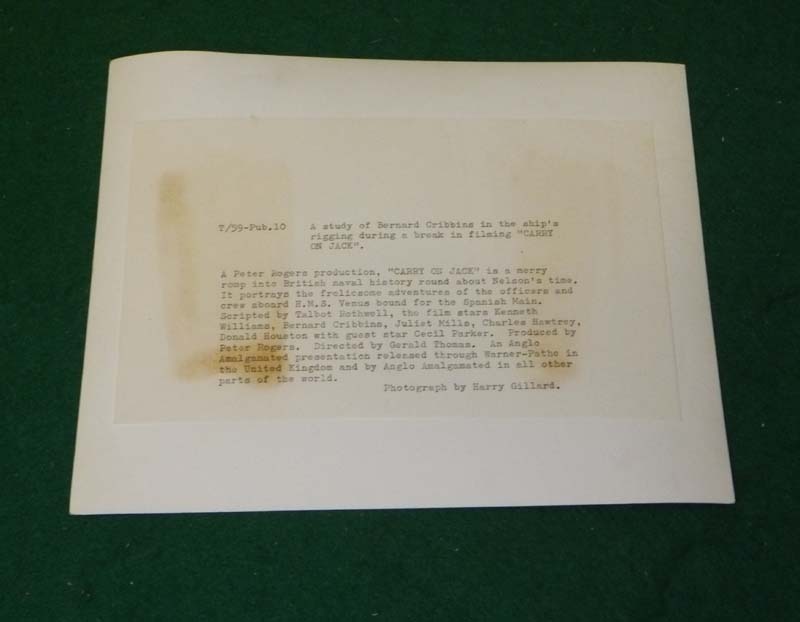 T/59-Pub.10 A study of Bernard Cribbins in the ship's
rigging during a break in filming "CARRY
ON JACK".
A Peter Rogers production, "CARRY ON JACK" is a merry
romp into British naval history round about Nelson's time.
It portrays the frolicsome adventures of the officers and
crew aboard H.M.S. Venus bound for the Spanish Main.
Scripted by Talbot Rothwell, the film stars Kenneth
Williams, Bernard Cribbins, Juliet Mills, Charles Hawtrey,
Donald Houston with guest star Cecil Parker. Produced by
Peter Rogers. Directed by Gerald Thomas. An Anglo
Amalgamated presentation released through Warner-Pathe in
the United Kingdom and by Anglo Amalgamated in all other
parts of the world.
Photograph by Harry Gillard.